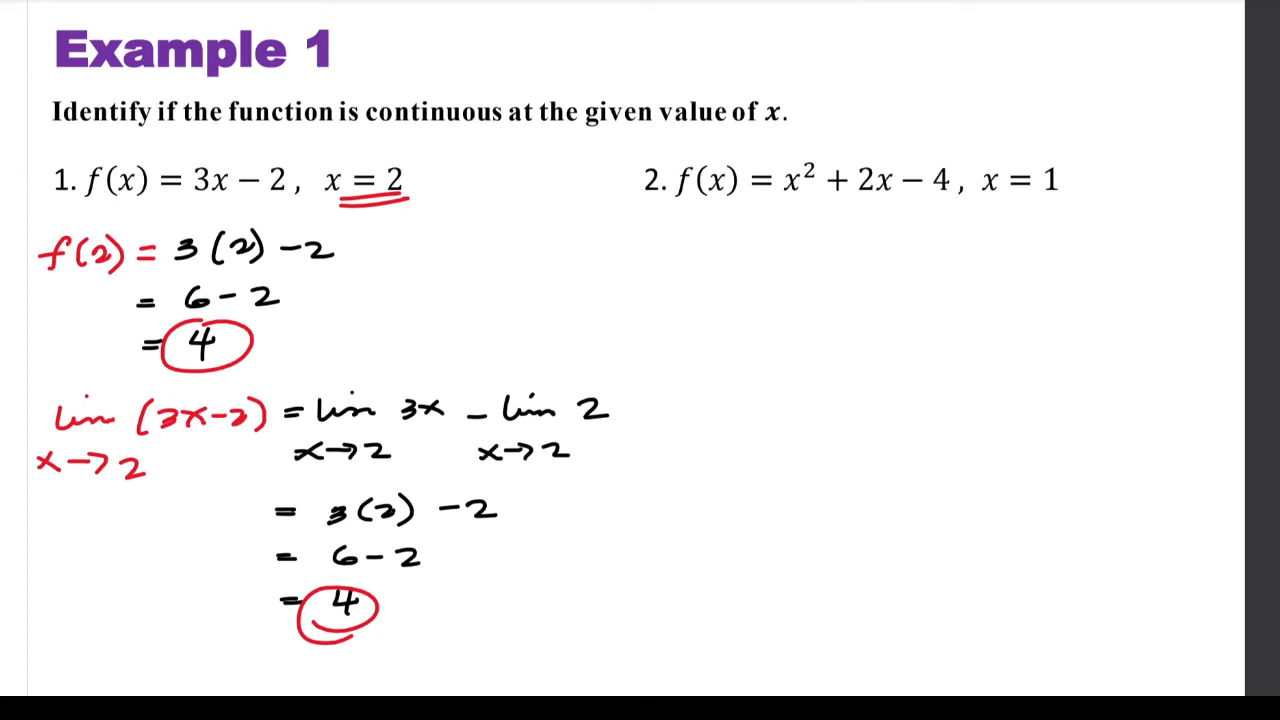 Example 1
Identify if the function is continuous at the given value of x.
1. f(x) = 3x − 2 , x = 2
f(2) = 3 (2) − 2
= 6 − 2
= 4
lim (3x−2) = lim 3x − lim 2
x→2 x→2 x→2
= 3(2) − 2
= 6 − 2
= 4
2. f(x) = x² + 2x − 4 , x = 1